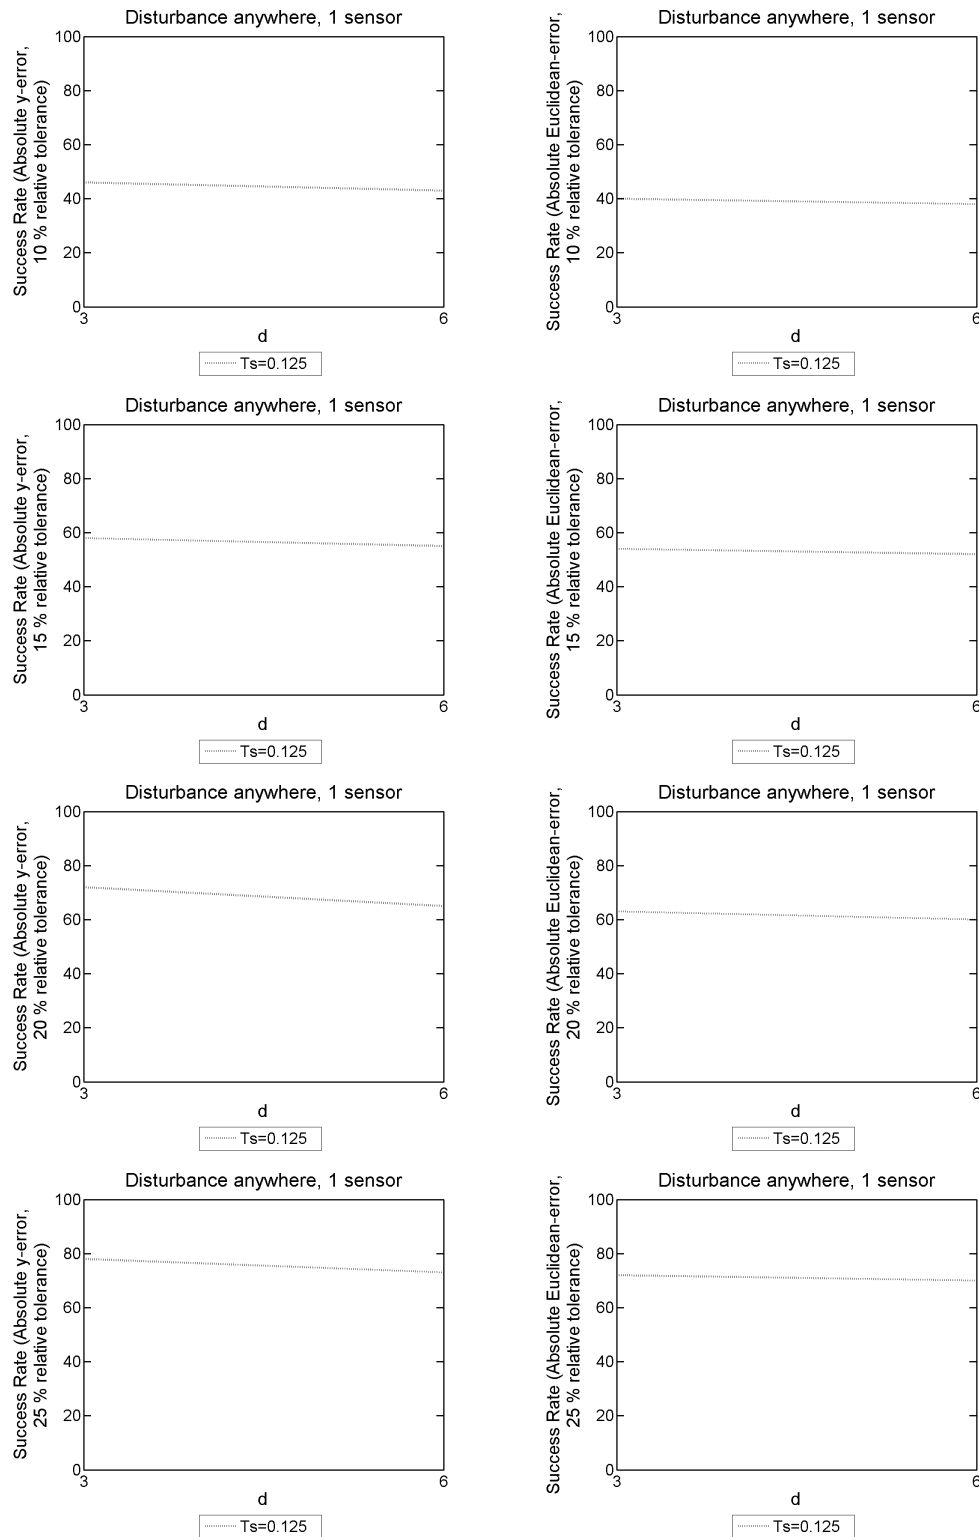 Disturbance anywhere, 1 sensor
Success Rate (Absolute y-error,
10 % relative tolerance)
100
80
60
40
20
0
3
6
d
Ts=0.125
Disturbance anywhere, 1 sensor
Success Rate (Absolute Euclidean-error,
10 % relative tolerance)
100
80
60
40
20
0
3
6
d
Ts=0.125
Disturbance anywhere, 1 sensor
Success Rate (Absolute y-error,
15 % relative tolerance)
100
80
60
40
20
0
3
6
d
Ts=0.125
Disturbance anywhere, 1 sensor
Success Rate (Absolute Euclidean-error,
15 % relative tolerance)
100
80
60
40
20
0
3
6
d
Ts=0.125
Disturbance anywhere, 1 sensor
Success Rate (Absolute y-error,
20 % relative tolerance)
100
80
60
40
20
0
3
6
d
Ts=0.125
Disturbance anywhere, 1 sensor
Success Rate (Absolute Euclidean-error,
20 % relative tolerance)
100
80
60
40
20
0
3
6
d
Ts=0.125
Disturbance anywhere, 1 sensor
Success Rate (Absolute y-error,
25 % relative tolerance)
100
80
60
40
20
0
3
6
d
Ts=0.125
Disturbance anywhere, 1 sensor
Success Rate (Absolute Euclidean-error,
25 % relative tolerance)
100
80
60
40
20
0
3
6
d
Ts=0.125